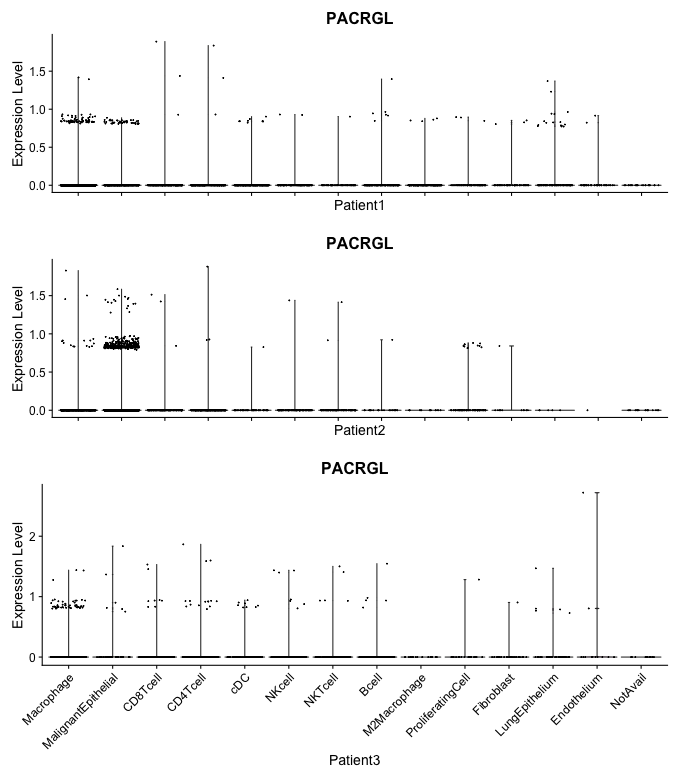 PACRGL
Expression Level
1.5
1.0
0.5
0.0
Patient1
PACRGL
Expression Level
1.5
1.0
0.5
0.0
Patient2
PACRGL
Expression Level
2
1
0
Macrophage
MalignantEpithelial
CD8Tcell
CD4Tcell
cDC
NKcell
NKTcell
Bcell
M2Macrophage
ProliferatingCell
Fibroblast
LungEpithelium
Endothelium
NotAvail
Patient3